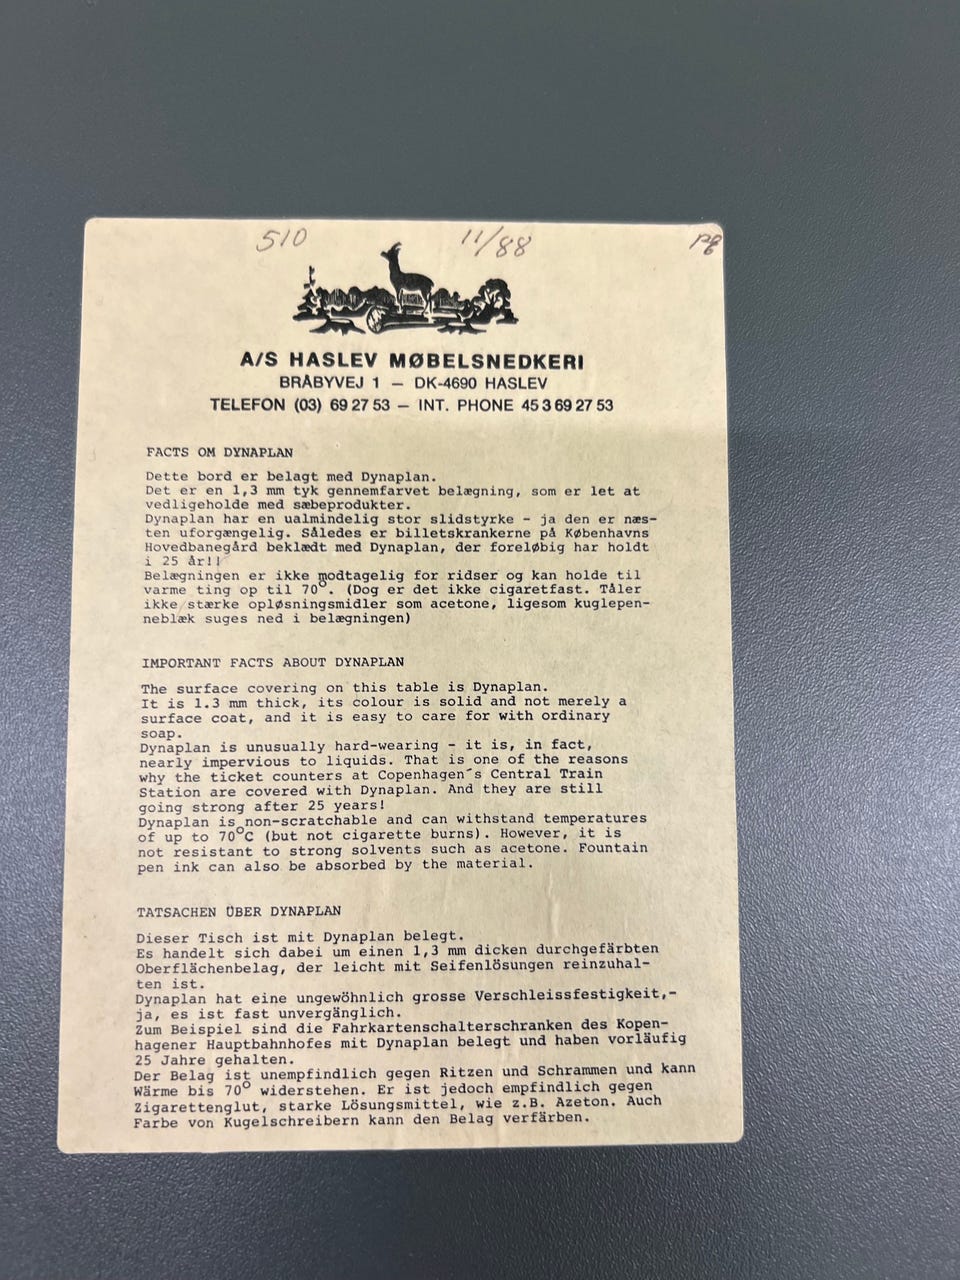 510 11/88
A/S HASLEV MØBELSNEDKERI
BRÅBYVEJ 1 — DK-4690 HASLEV
TELEFON (03) 69 27 53 — INT. PHONE 45 3 69 27 53
FACTS OM DYNAPLAN
Dette bord er belagt med Dynaplan.
Det er en 1,3 mm tyk gennemfarvet belægning, som er let at
vedligeholde med sæbeprodukter.
Dynaplan har en ualmindelig stor slidstyrke - ja den er næs-
ten uforgængelig. Således er billetskrankerne på Københavns
Hovedbanegård beklædt med Dynaplan, der foreløbig har holdt
i 25 år!!
Belægningen er ikke modtagelig for ridser og kan holde til
varme ting op til 70°. (Dog er det ikke cigaretfast. Tåler
ikke stærke opløsningsmidler som acetone, ligesom kuglepen-
neblæk suges ned i belægningen)
IMPORTANT FACTS ABOUT DYNAPLAN
The surface covering on this table is Dynaplan.
It is 1.3 mm thick, its colour is solid and not merely a
surface coat, and it is easy to care for with ordinary
soap.
Dynaplan is unusually hard-wearing - it is, in fact,
nearly impervious to liquids. That is one of the reasons
why the ticket counters at Copenhagen´s Central Train
Station are covered with Dynaplan. And they are still
going strong after 25 years!
Dynaplan is non-scratchable and can withstand temperatures
of up to 70°C (but not cigarette burns). However, it is
not resistant to strong solvents such as acetone. Fountain
pen ink can also be absorbed by the material.
TATSACHEN ÜBER DYNAPLAN
Dieser Tisch ist mit Dynaplan belegt.
Es handelt sich dabei um einen 1,3 mm dicken durchgefärbten
Oberflächenbelag, der leicht mit Seifenlösungen reinzuhal-
ten ist.
Dynaplan hat eine ungewöhnlich grosse Verschleissfestigkeit,-
ja, es ist fast unvergänglich.
Zum Beispiel sind die Fahrkartenschalterschranken des Kopen-
hagener Hauptbahnhofes mit Dynaplan belegt und haben vorläufig
25 Jahre gehalten.
Der Belag ist unempfindlich gegen Ritzen und Schrammen und kann
Wärme bis 70° widerstehen. Er ist jedoch empfindlich gegen
Zigarettenglut, starke Lösungsmittel, wie z.B. Azeton. Auch
Farbe von Kugelschreibern kann den Belag verfärben.